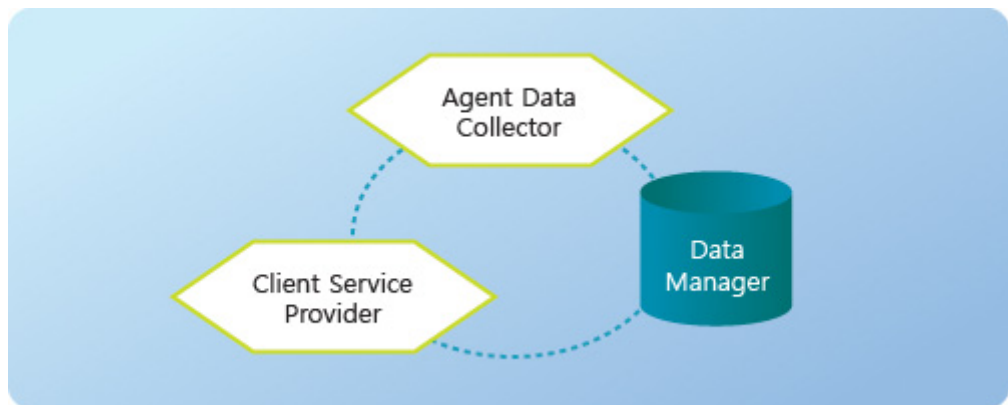 Agent Data
Collector
Data
Manager
Client Service
Provider